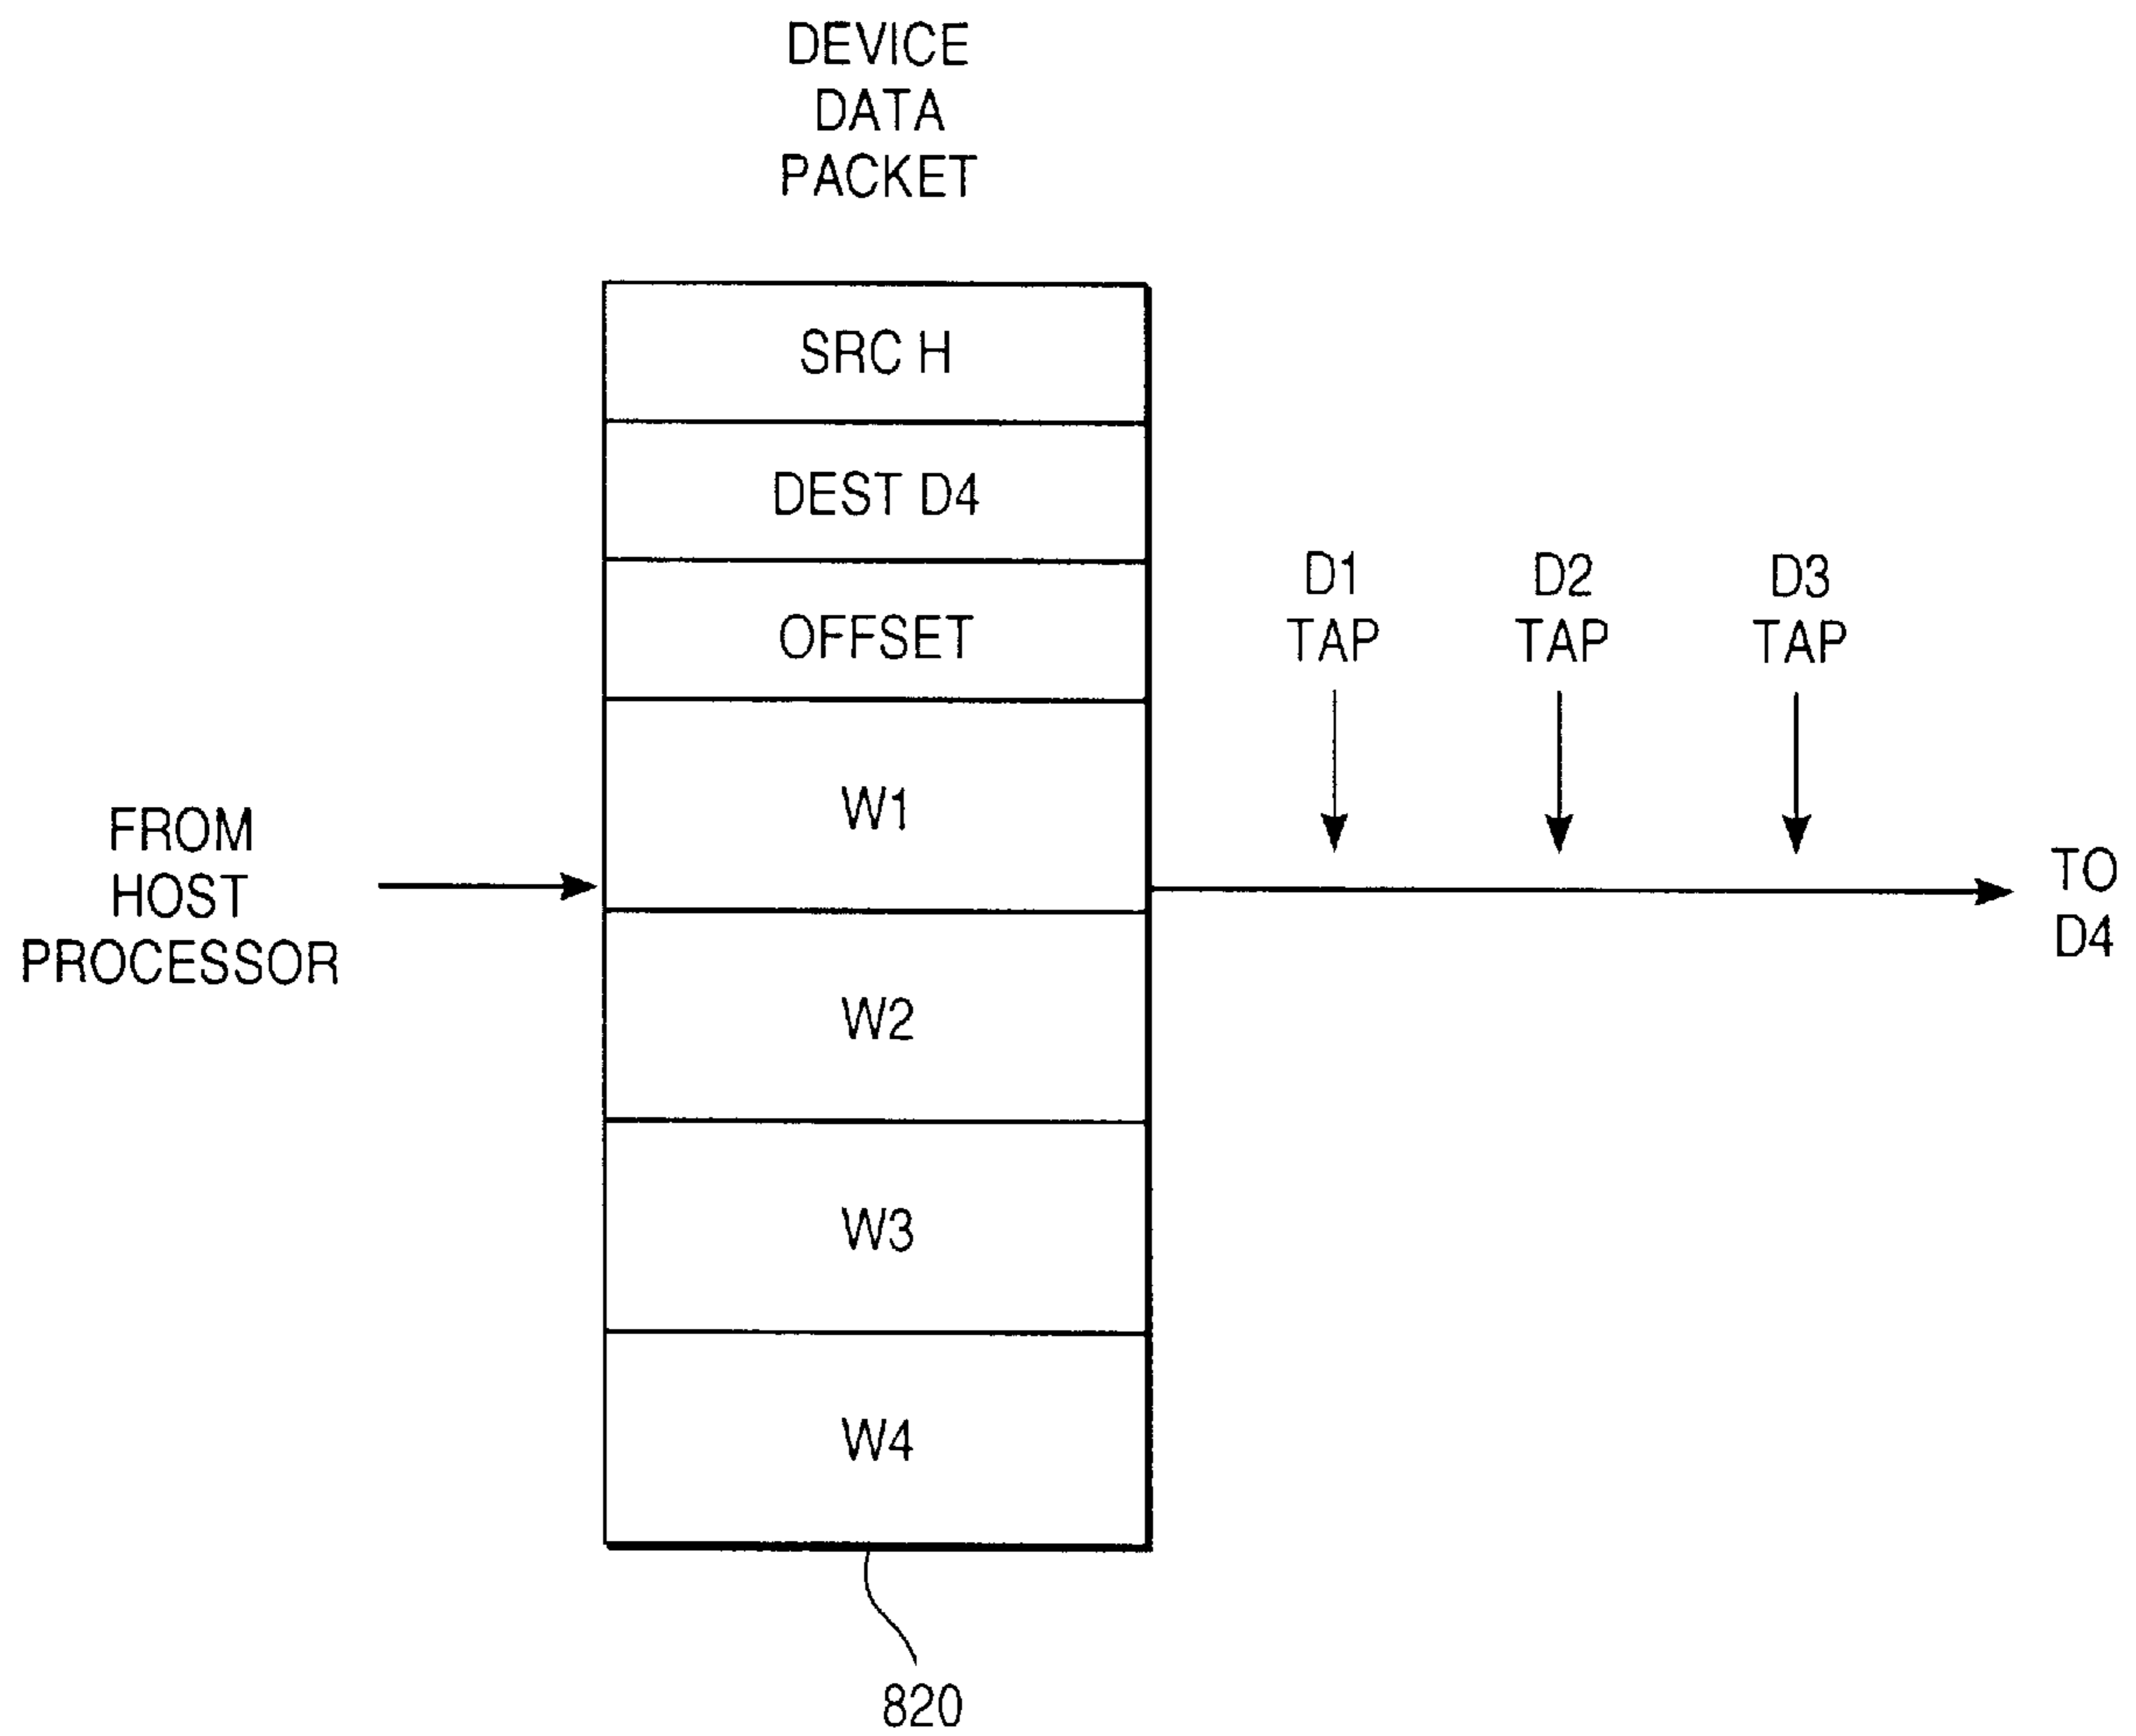 DEVICE
DATA
PACKET
SRC H
DEST D4
OFFSET
W1
W2
W3
W4
FROM
HOST
PROCESSOR
D1
TAP
D2
TAP
D3
TAP
TO
D4
820